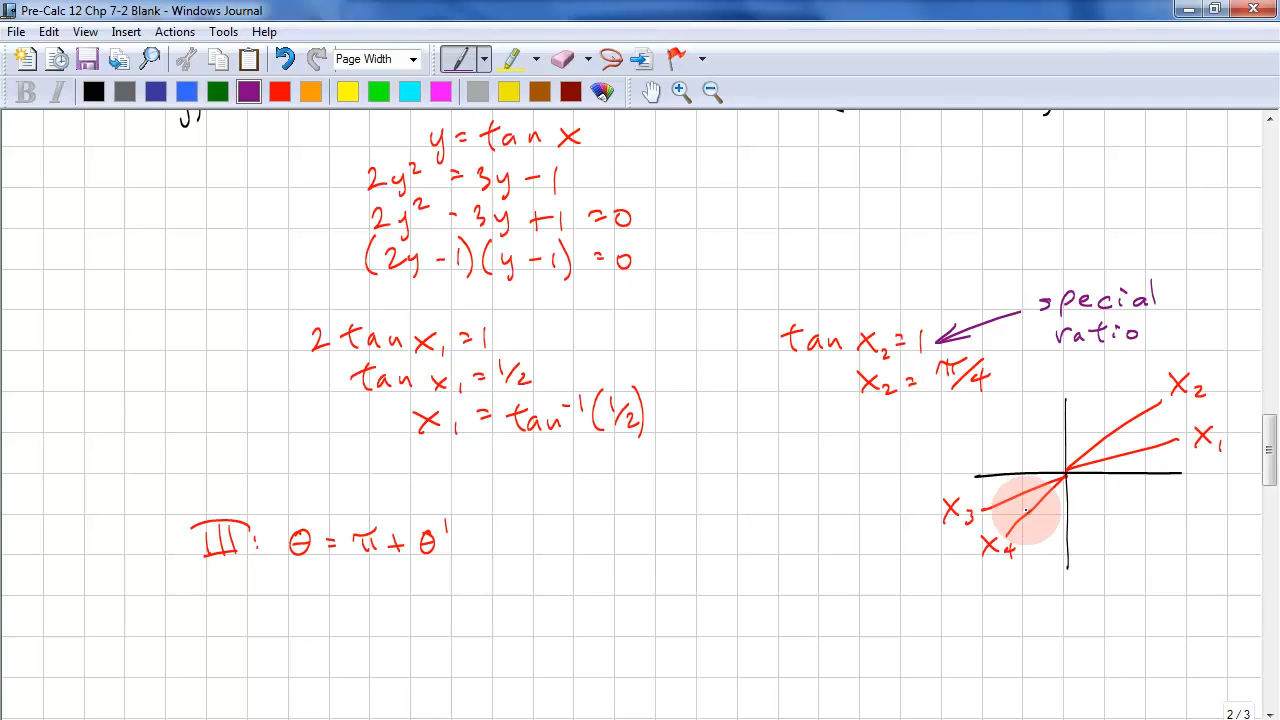 Pre-Calc 12 Chp 7-2 Blank - Windows Journal
File Edit View Insert Actions Tools Help
Page Width
B I
y = tan x
2y² = 3y - 1
2y² - 3y + 1 = 0
(2y - 1)(y - 1) = 0
special
ratio
2 tan x₁ = 1
tan x₂ = 1
tan x₁ = 1/2
x₂ = π/4
x₁ = tan⁻¹(1/2)
x₂
x₁
x₃
x₄
III: θ = π + θ'
2 / 3